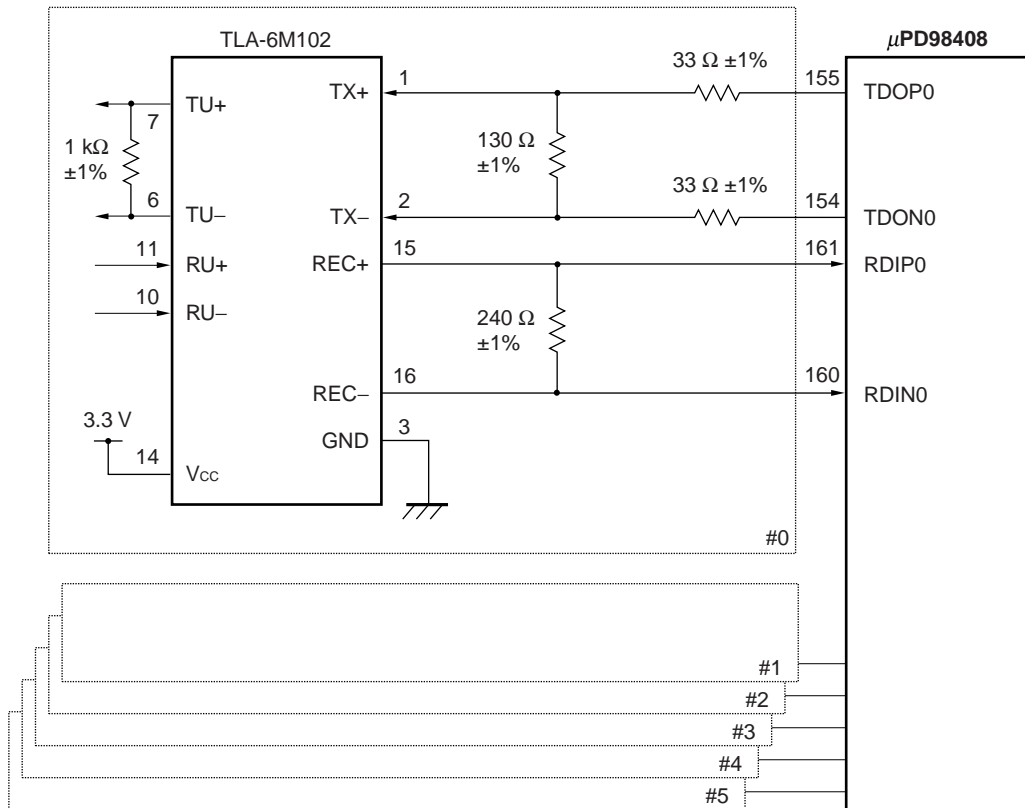 TLA-6M102
μPD98408
33 Ω ±1%
1
155
TX+
TDOP0
TU+
7
1 kΩ
±1%
130 Ω
±1%
33 Ω ±1%
6
2
154
TU−
TX−
TDON0
11
15
161
RU+
REC+
RDIP0
10
RU−
240 Ω
±1%
16
160
REC−
RDIN0
3.3 V
3
GND
14
Vcc
#0
#1
#2
#3
#4
#5